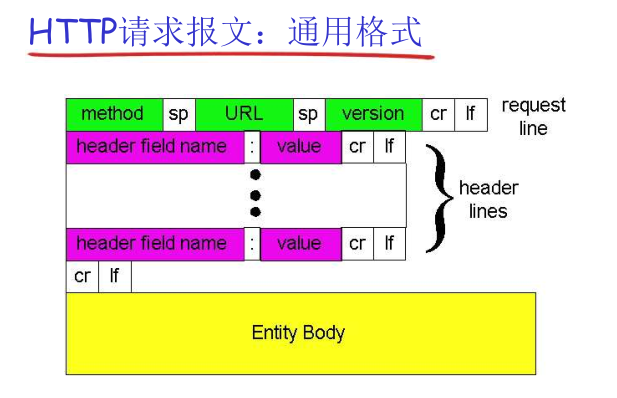 HTTP请求报文：通用格式
method sp URL sp version cr lf request line
header field name : value cr lf
header lines
header field name : value cr lf
cr lf
Entity Body